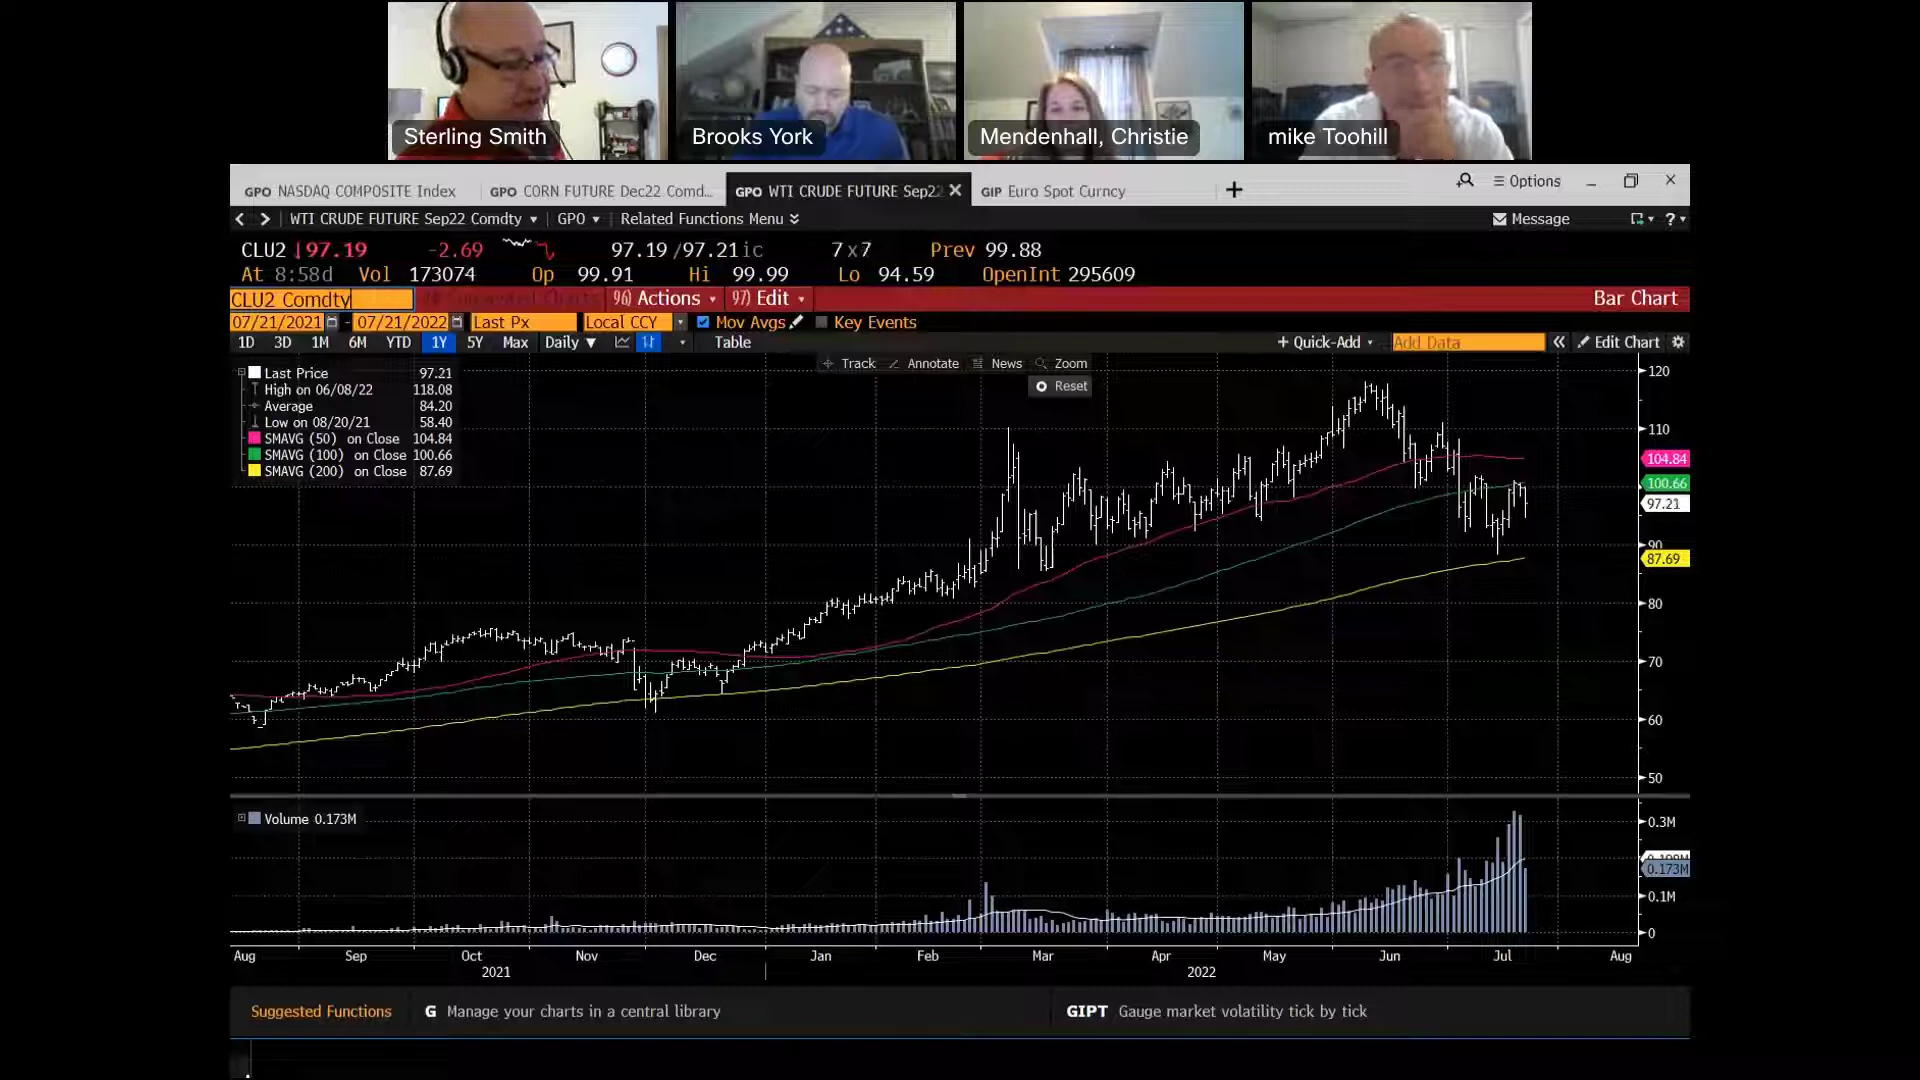 Sterling Smith
Brooks York
Mendenhall, Christie
mike Toohill
GPO NASDAQ COMPOSITE Index
GPO CORN FUTURE Dec22 Comd...
GPO WTI CRUDE FUTURE Sep22
GIP Euro Spot Curncy
Options
WTI CRUDE FUTURE Sep22 Comdty
GPO
Related Functions Menu
Message
?
CLU2 97.19 -2.69 97.19/97.21ic 7x7 Prev 99.88
At 8:58d Vol 173074 Op 99.91 Hi 99.99 Lo 94.59 OpenInt 295609
CLU2 Comdty
96) Actions
97) Edit
Bar Chart
07/21/2021 - 07/21/2022 Last Px Local CCY Mov Avgs Key Events
1D 3D 1M 6M YTD 1Y 5Y Max Daily Table
+ Quick-Add
Add Data
Edit Chart
Track Annotate News Zoom
Reset
Last Price 97.21
High on 06/08/22 118.08
Average 84.20
Low on 08/20/21 58.40
SMAVG (50) on Close 104.84
SMAVG (100) on Close 100.66
SMAVG (200) on Close 87.69
120
110
104.84
100.66
97.21
90
87.69
80
70
60
50
Volume 0.173M
0.3M
0.173M
0.1M
0
Aug Sep Oct Nov Dec Jan Feb Mar Apr May Jun Jul Aug
2021 2022
Suggested Functions
G Manage your charts in a central library
GIPT Gauge market volatility tick by tick